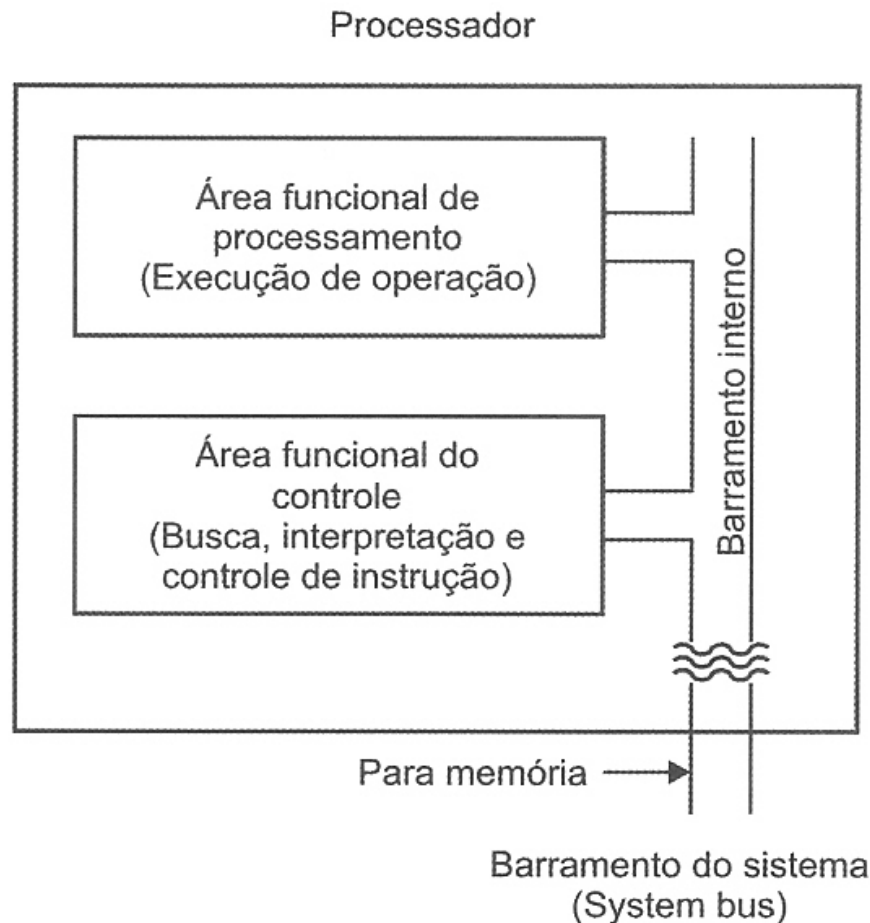 Processador
Área funcional de
processamento
(Execução de operação)
Barramento interno
Área funcional do
controle
(Busca, interpretação e
controle de instrução)
Para memória
Barramento do sistema
(System bus)